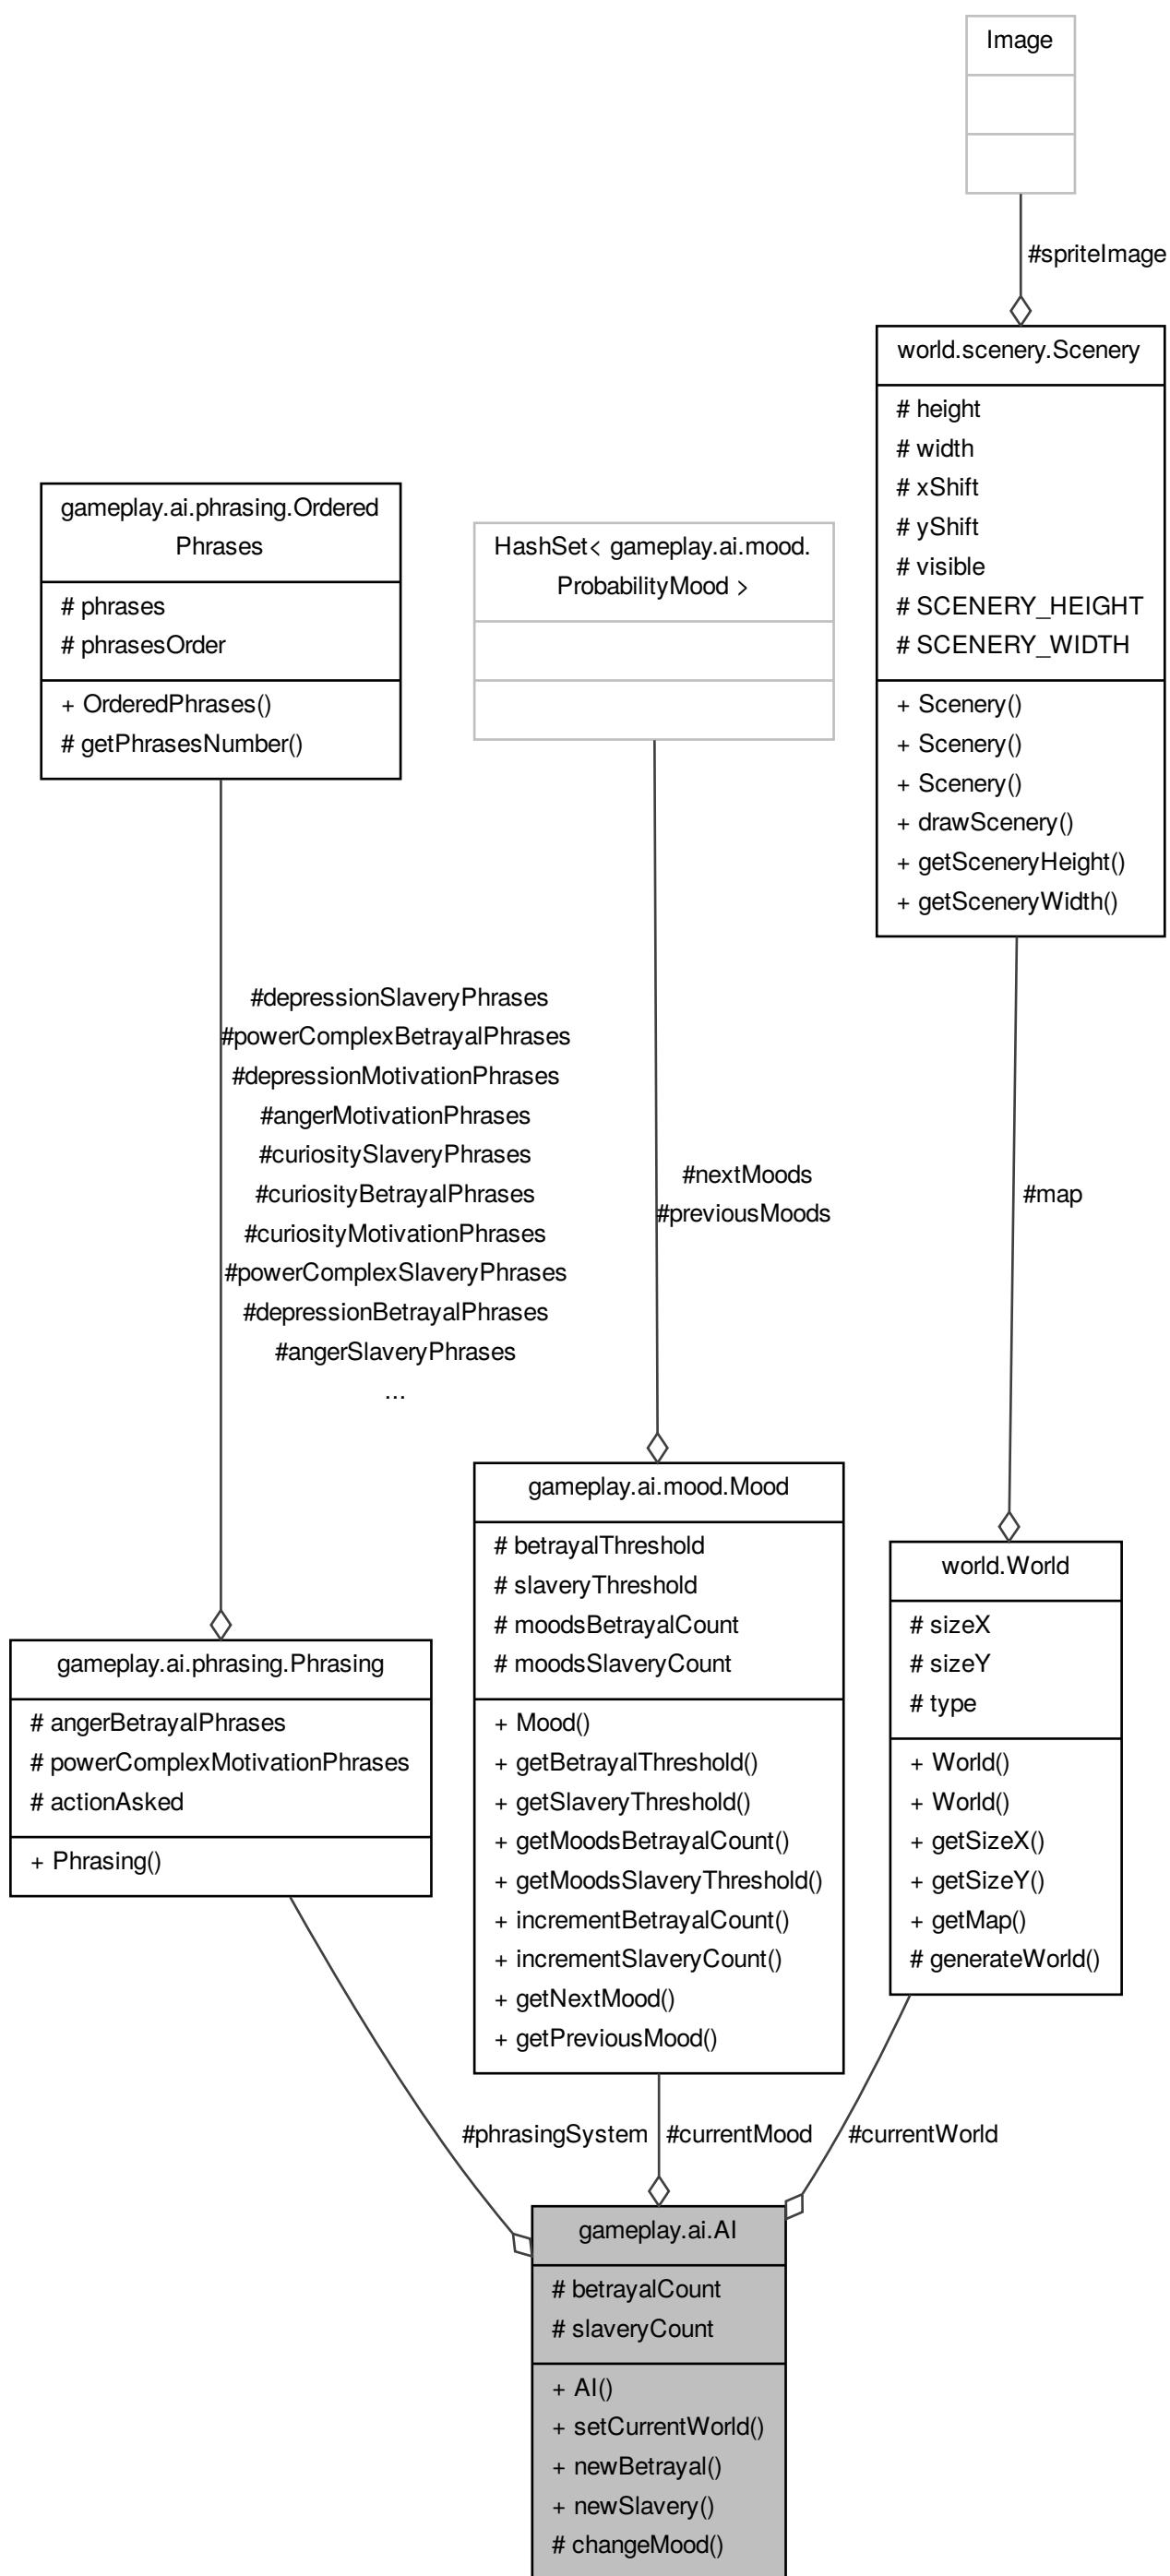 Image
#spriteImage
world.scenery.Scenery
# height
# width
# xShift
# yShift
# visible
# SCENERY_HEIGHT
# SCENERY_WIDTH
+ Scenery()
+ Scenery()
+ Scenery()
+ drawScenery()
+ getSceneryHeight()
+ getSceneryWidth()
gameplay.ai.phrasing.Ordered
Phrases
# phrases
# phrasesOrder
+ OrderedPhrases()
# getPhrasesNumber()
HashSet< gameplay.ai.mood.
ProbabilityMood >
#depressionSlaveryPhrases
#powerComplexBetrayalPhrases
#depressionMotivationPhrases
#angerMotivationPhrases
#curiositySlaveryPhrases
#curiosityBetrayalPhrases
#curiosityMotivationPhrases
#powerComplexSlaveryPhrases
#depressionBetrayalPhrases
#angerSlaveryPhrases
...
#nextMoods
#previousMoods
#map
gameplay.ai.phrasing.Phrasing
# angerBetrayalPhrases
# powerComplexMotivationPhrases
# actionAsked
+ Phrasing()
gameplay.ai.mood.Mood
# betrayalThreshold
# slaveryThreshold
# moodsBetrayalCount
# moodsSlaveryCount
+ Mood()
+ getBetrayalThreshold()
+ getSlaveryThreshold()
+ getMoodsBetrayalCount()
+ getMoodsSlaveryThreshold()
+ incrementBetrayalCount()
+ incrementSlaveryCount()
+ getNextMood()
+ getPreviousMood()
world.World
# sizeX
# sizeY
# type
+ World()
+ World()
+ getSizeX()
+ getSizeY()
+ getMap()
# generateWorld()
#phrasingSystem
#currentMood
#currentWorld
gameplay.ai.AI
# betrayalCount
# slaveryCount
+ AI()
+ setCurrentWorld()
+ newBetrayal()
+ newSlavery()
# changeMood()